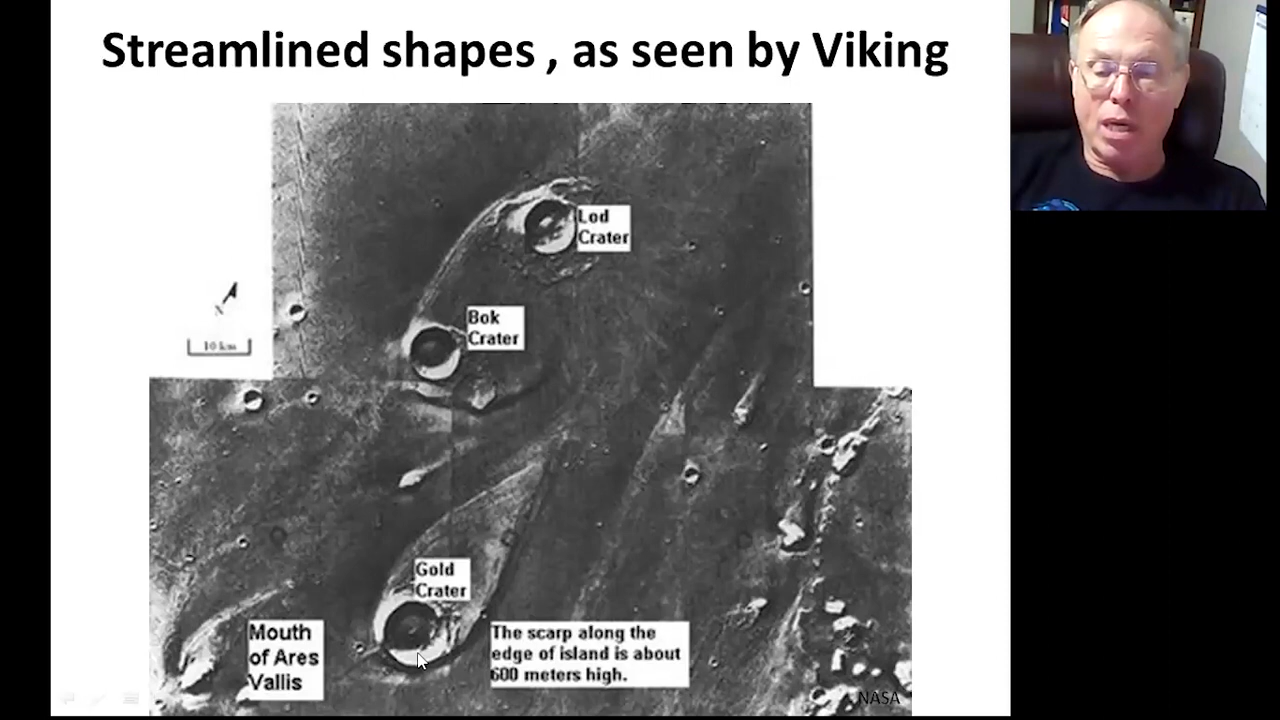 Streamlined shapes , as seen by Viking
Lod
Crater
Bok
Crater
10 km
Gold
Crater
Mouth
of Ares
Vallis
The scarp along the
edge of island is about
600 meters high.
NASA